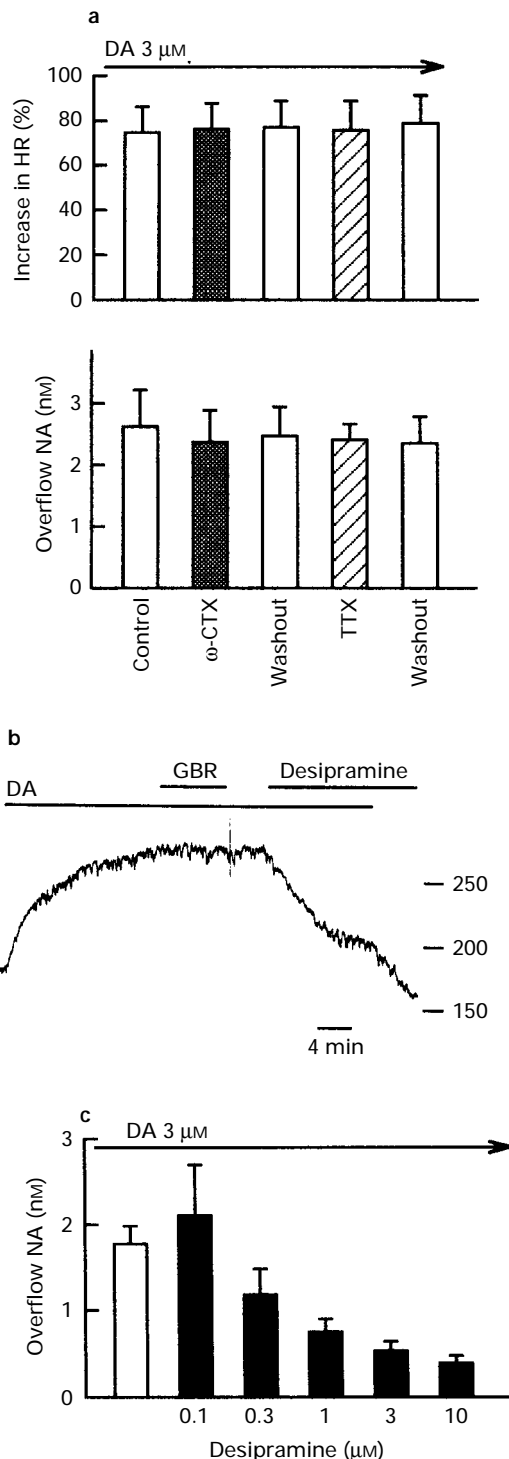 a
DA 3 µM
100
80
60
40
20
0
Increase in HR (%)
3
2
1
0
Overflow NA (nM)
Control
ω-CTX
Washout
TTX
Washout
b
GBR Desipramine
DA
250
200
150
4 min
c
DA 3 µM
3
2
1
0
Overflow NA (nM)
0.1 0.3 1 3 10
Desipramine (µM)